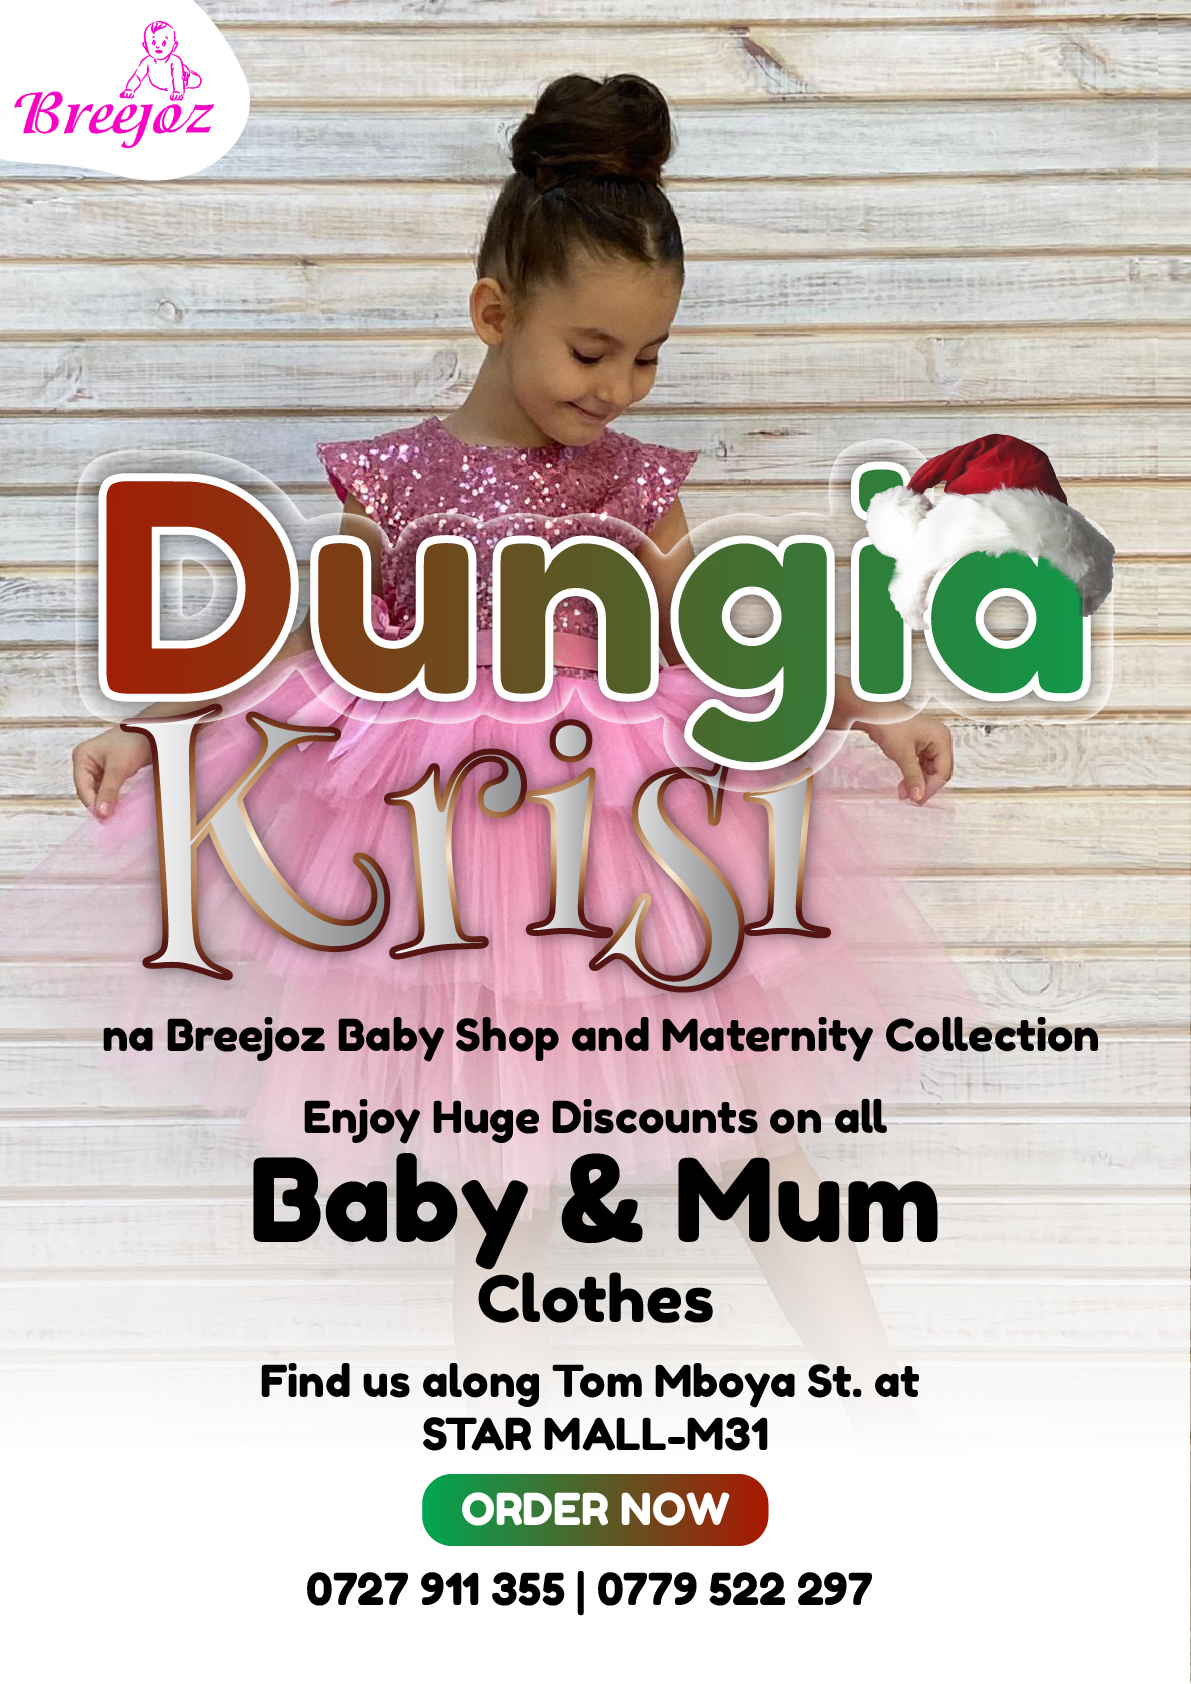 Breejoz
Dungia
Krisi
na Breejoz Baby Shop and Maternity Collection
Enjoy Huge Discounts on all
Baby & Mum
Clothes
Find us along Tom Mboya St. at
STAR MALL-M31
ORDER NOW
0727 911 355 | 0779 522 297